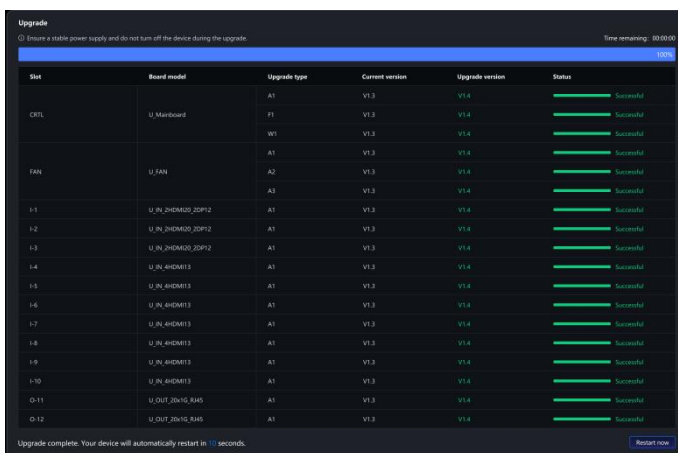 Upgrade
Ensure a stable power supply and do not turn off the device during the upgrade. Time remaining: 00:00:00
100%
Slot Board model Upgrade type Current version Upgrade version Status
A1 V1.3 V1.4 Successful
CRTL U_Mainboard F1 V1.3 V1.4 Successful
W1 V1.3 V1.4 Successful
A1 V1.3 V1.4 Successful
FAN U_FAN A2 V1.3 V1.4 Successful
A3 V1.3 V1.4 Successful
I-1 U_IN_2HDMI20_2DP12 A1 V1.3 V1.4 Successful
I-2 U_IN_2HDMI20_2DP12 A1 V1.3 V1.4 Successful
I-3 U_IN_2HDMI20_2DP12 A1 V1.3 V1.4 Successful
I-4 U_IN_4HDMI13 A1 V1.3 V1.4 Successful
I-5 U_IN_4HDMI13 A1 V1.3 V1.4 Successful
I-6 U_IN_4HDMI13 A1 V1.3 V1.4 Successful
I-7 U_IN_4HDMI13 A1 V1.3 V1.4 Successful
I-8 U_IN_4HDMI13 A1 V1.3 V1.4 Successful
I-9 U_IN_4HDMI13 A1 V1.3 V1.4 Successful
I-10 U_IN_4HDMI13 A1 V1.3 V1.4 Successful
O-11 U_OUT_20x1G_RJ45 A1 V1.3 V1.4 Successful
O-12 U_OUT_20x1G_RJ45 A1 V1.3 V1.4 Successful
Upgrade complete. Your device will automatically restart in 10 seconds. Restart now